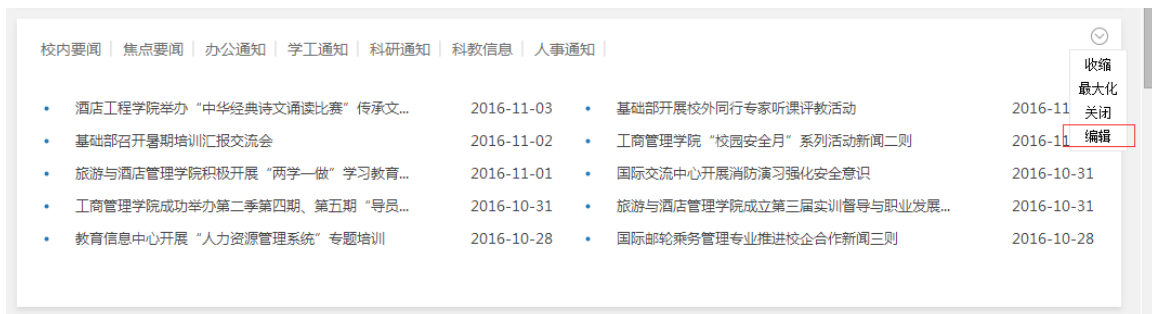 校内要闻 焦点要闻 办公通知 学工通知 科研通知 科教信息 人事通知
收缩
最大化
关闭
编辑
酒店工程学院举办“中华经典诗文诵读比赛”传承文... 2016-11-03
基础部召开暑期培训汇报交流会 2016-11-02
旅游与酒店管理学院积极开展“两学一做”学习教育... 2016-11-01
工商管理学院成功举办第二季第四期、第五期“导员... 2016-10-31
教育信息中心开展“人力资源管理系统”专题培训 2016-10-28
基础部开展校外同行专家听课评教活动 2016-11
工商管理学院“校园安全月”系列活动新闻二则 2016-11
国际交流中心开展消防演习强化安全意识 2016-10-31
旅游与酒店管理学院成立第三届实训督导与职业发展... 2016-10-31
国际邮轮乘务管理专业推进校企合作新闻三则 2016-10-28